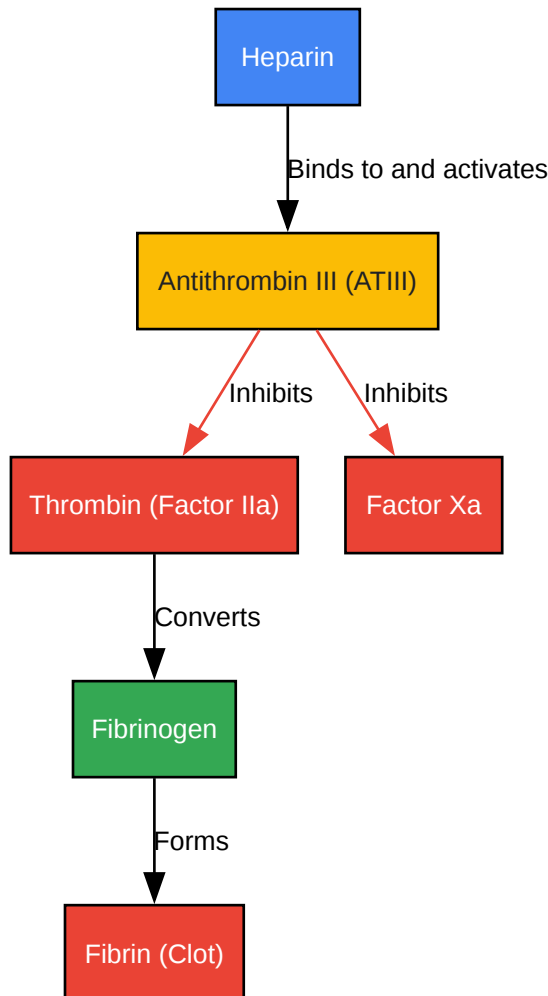 Heparin
Binds to and activates
Antithrombin III (ATIII)
Inhibits
Inhibits
Thrombin (Factor IIa)
Factor Xa
Converts
Fibrinogen
Forms
Fibrin (Clot)